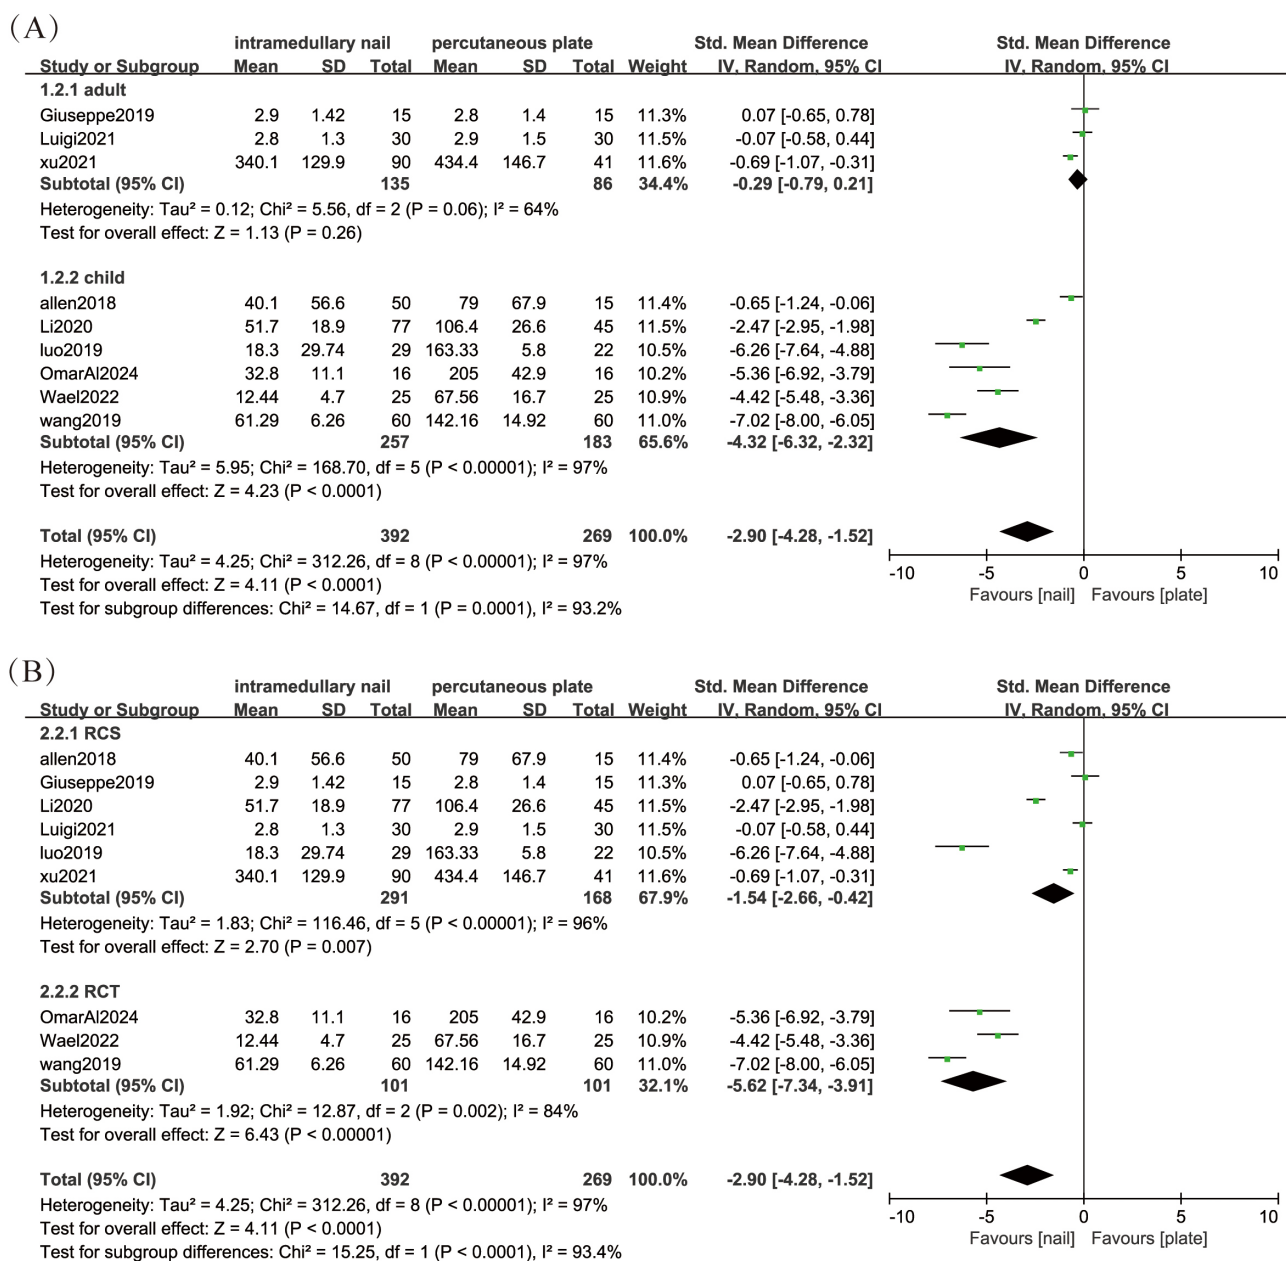 (A)
intramedullary nail percutaneous plate Std. Mean Difference Std. Mean Difference
Study or Subgroup Mean SD Total Mean SD Total Weight IV, Random, 95% CI IV, Random, 95% CI
1.2.1 adult
Giuseppe2019 2.9 1.42 15 2.8 1.4 15 11.3% 0.07 [-0.65, 0.78]
Luigi2021 2.8 1.3 30 2.9 1.5 30 11.5% -0.07 [-0.58, 0.44]
xu2021 340.1 129.9 90 434.4 146.7 41 11.6% -0.69 [-1.07, -0.31]
Subtotal (95% CI) 135 86 34.4% -0.29 [-0.79, 0.21]
Heterogeneity: Tau² = 0.12; Chi² = 5.56, df = 2 (P = 0.06); I² = 64%
Test for overall effect: Z = 1.13 (P = 0.26)
1.2.2 child
allen2018 40.1 56.6 50 79 67.9 15 11.4% -0.65 [-1.24, -0.06]
Li2020 51.7 18.9 77 106.4 26.6 45 11.5% -2.47 [-2.95, -1.98]
luo2019 18.3 29.74 29 163.33 5.8 22 10.5% -6.26 [-7.64, -4.88]
OmarAl2024 32.8 11.1 16 205 42.9 16 10.2% -5.36 [-6.92, -3.79]
Wael2022 12.44 4.7 25 67.56 16.7 25 10.9% -4.42 [-5.48, -3.36]
wang2019 61.29 6.26 60 142.16 14.92 60 11.0% -7.02 [-8.00, -6.05]
Subtotal (95% CI) 257 183 65.6% -4.32 [-6.32, -2.32]
Heterogeneity: Tau² = 5.95; Chi² = 168.70, df = 5 (P < 0.00001); I² = 97%
Test for overall effect: Z = 4.23 (P < 0.0001)
Total (95% CI) 392 269 100.0% -2.90 [-4.28, -1.52]
Heterogeneity: Tau² = 4.25; Chi² = 312.26, df = 8 (P < 0.00001); I² = 97%
Test for overall effect: Z = 4.11 (P < 0.0001)
Test for subgroup differences: Chi² = 14.67, df = 1 (P = 0.0001), I² = 93.2%
-10 -5 0 5 10
Favours [nail] Favours [plate]
(B)
intramedullary nail percutaneous plate Std. Mean Difference Std. Mean Difference
Study or Subgroup Mean SD Total Mean SD Total Weight IV, Random, 95% CI IV, Random, 95% CI
2.2.1 RCS
allen2018 40.1 56.6 50 79 67.9 15 11.4% -0.65 [-1.24, -0.06]
Giuseppe2019 2.9 1.42 15 2.8 1.4 15 11.3% 0.07 [-0.65, 0.78]
Li2020 51.7 18.9 77 106.4 26.6 45 11.5% -2.47 [-2.95, -1.98]
Luigi2021 2.8 1.3 30 2.9 1.5 30 11.5% -0.07 [-0.58, 0.44]
luo2019 18.3 29.74 29 163.33 5.8 22 10.5% -6.26 [-7.64, -4.88]
xu2021 340.1 129.9 90 434.4 146.7 41 11.6% -0.69 [-1.07, -0.31]
Subtotal (95% CI) 291 168 67.9% -1.54 [-2.66, -0.42]
Heterogeneity: Tau² = 1.83; Chi² = 116.46, df = 5 (P < 0.00001); I² = 96%
Test for overall effect: Z = 2.70 (P = 0.007)
2.2.2 RCT
OmarAl2024 32.8 11.1 16 205 42.9 16 10.2% -5.36 [-6.92, -3.79]
Wael2022 12.44 4.7 25 67.56 16.7 25 10.9% -4.42 [-5.48, -3.36]
wang2019 61.29 6.26 60 142.16 14.92 60 11.0% -7.02 [-8.00, -6.05]
Subtotal (95% CI) 101 101 32.1% -5.62 [-7.34, -3.91]
Heterogeneity: Tau² = 1.92; Chi² = 12.87, df = 2 (P = 0.002); I² = 84%
Test for overall effect: Z = 6.43 (P < 0.00001)
Total (95% CI) 392 269 100.0% -2.90 [-4.28, -1.52]
Heterogeneity: Tau² = 4.25; Chi² = 312.26, df = 8 (P < 0.00001); I² = 97%
Test for overall effect: Z = 4.11 (P < 0.0001)
Test for subgroup differences: Chi² = 15.25, df = 1 (P < 0.0001), I² = 93.4%
-10 -5 0 5 10
Favours [nail] Favours [plate]